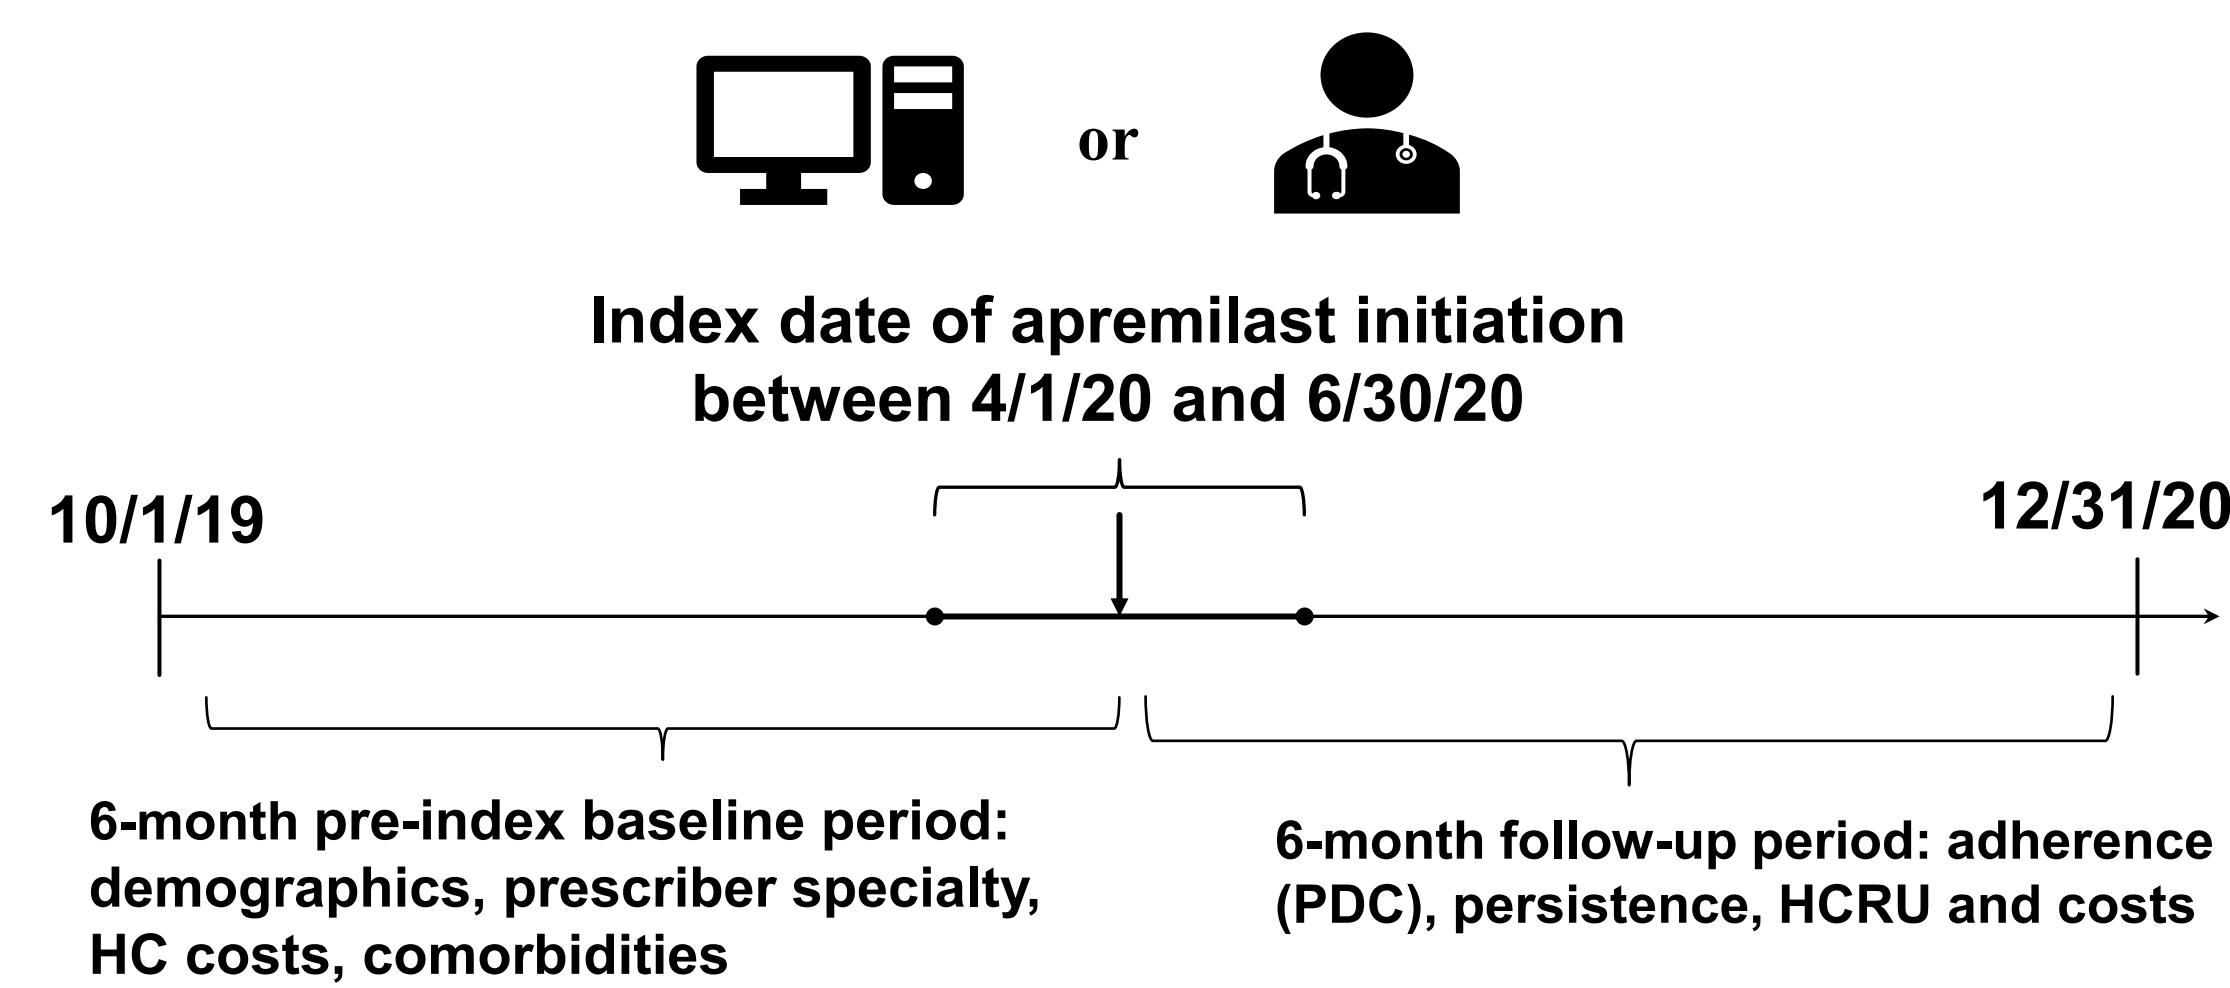 or
Index date of apremilast initiation
between 4/1/20 and 6/30/20
10/1/19
12/31/20
6-month pre-index baseline period:
demographics, prescriber specialty,
HC costs, comorbidities
6-month follow-up period: adherence
(PDC), persistence, HCRU and costs